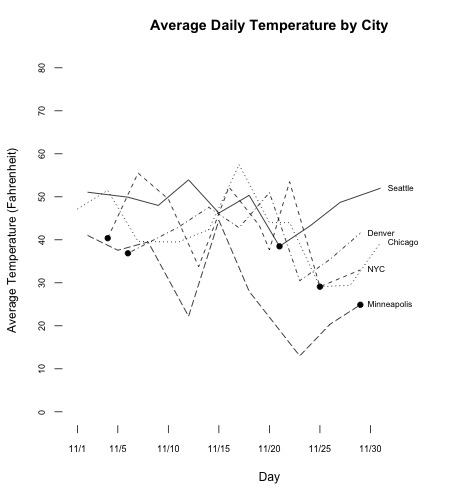 Average Daily Temperature by City
Average Temperature (Fahrenheit)
80
70
60
50
40
30
20
10
0
Seattle
Denver
Chicago
NYC
Minneapolis
11/1 11/5 11/10 11/15 11/20 11/25 11/30
Day